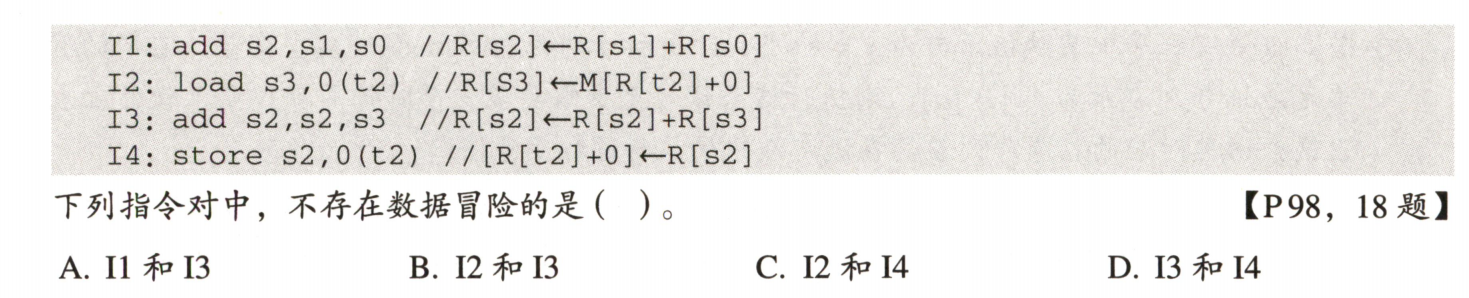 I1: add s2,s1,s0 //R[s2]←R[s1]+R[s0]
I2: load s3,0(t2) //R[S3]←M[R[t2]+0]
I3: add s2,s2,s3 //R[s2]←R[s2]+R[s3]
I4: store s2,0(t2) //[R[t2]+0]←R[s2]
下列指令对中，不存在数据冒险的是（ ）。 【P98，18 题】
A. I1 和 I3 B. I2 和 I3 C. I2 和 I4 D. I3 和 I4